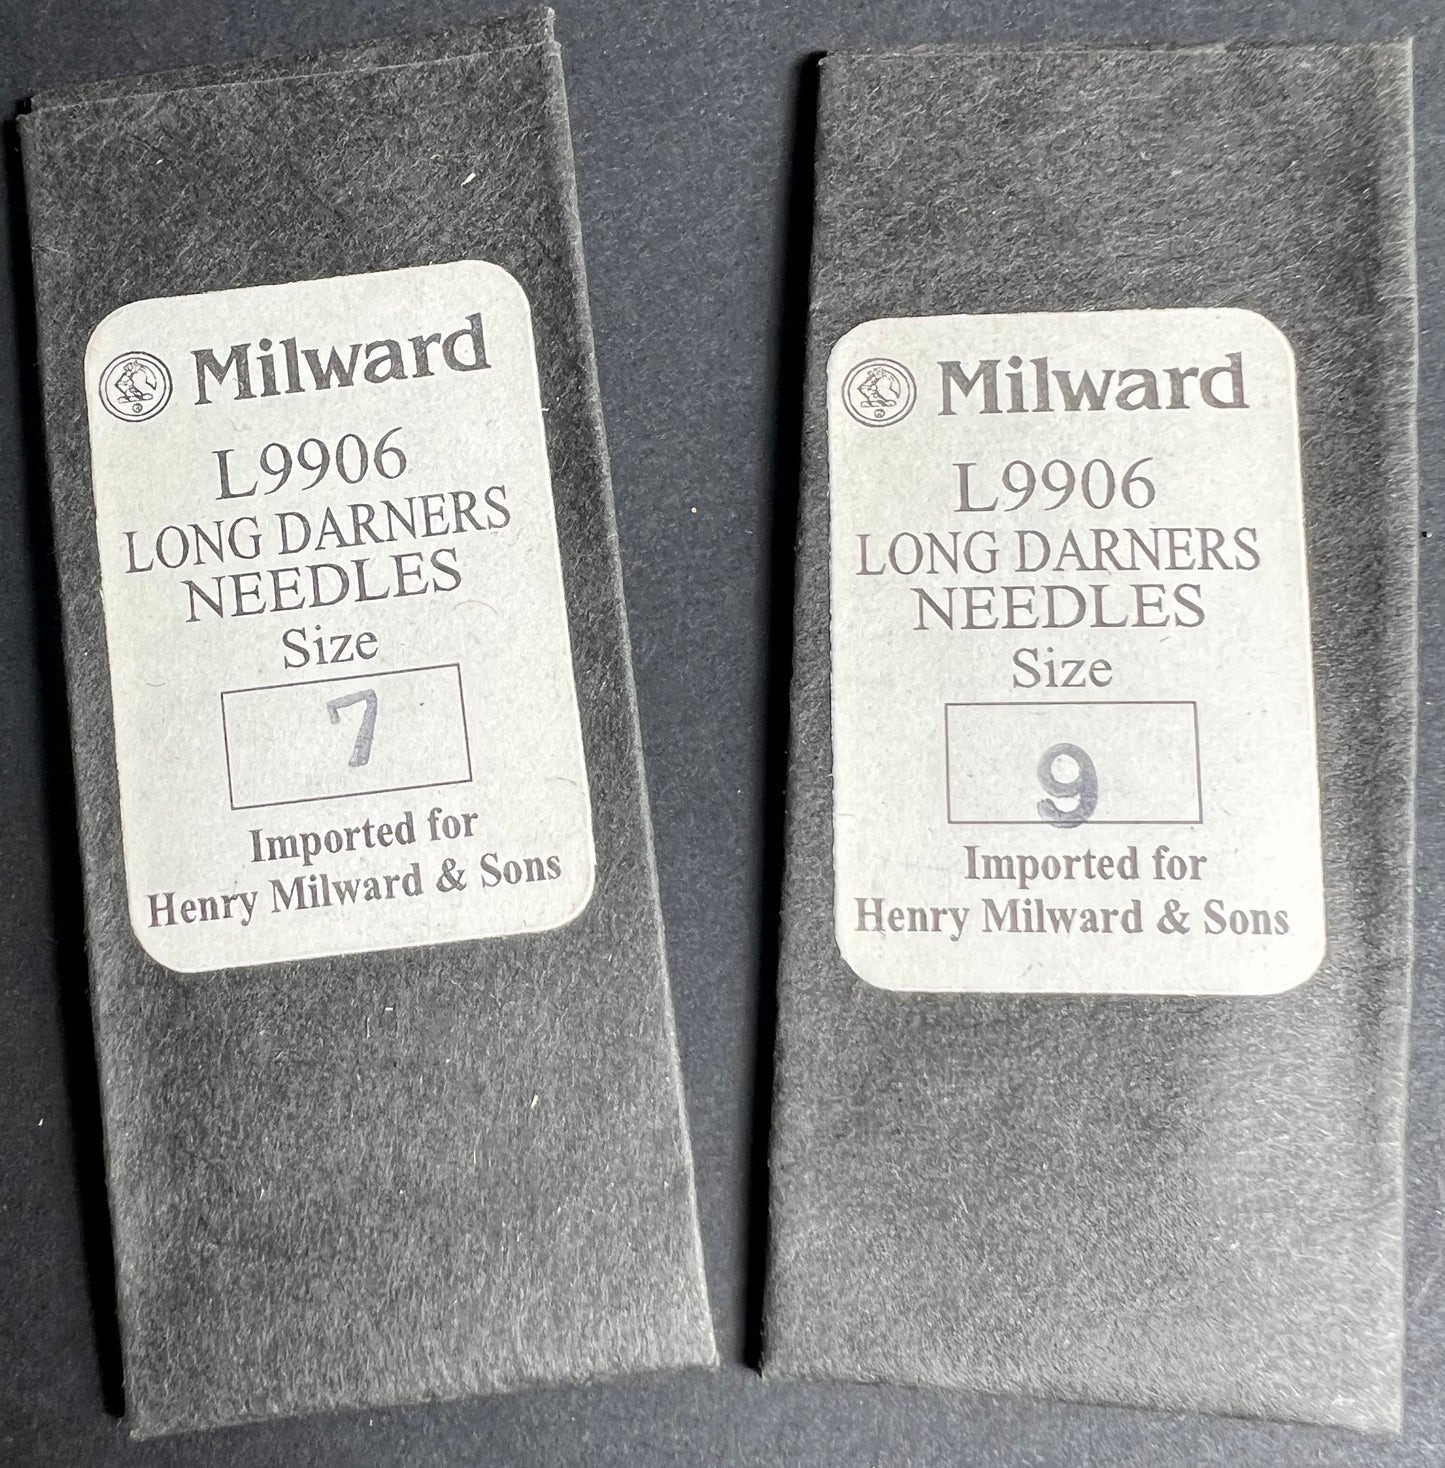 Milward
L9906
LONG DARNERS
NEEDLES
Size
7
Imported for
Henry Milward & Sons
Milward
L9906
LONG DARNERS
NEEDLES
Size
9
Imported for
Henry Milward & Sons